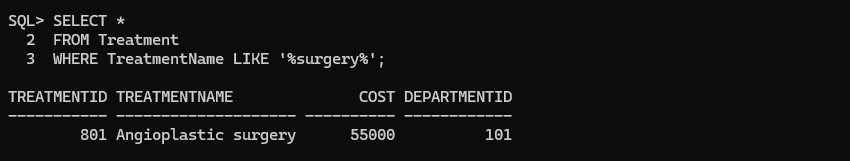 SQL> SELECT *
  2  FROM Treatment
  3  WHERE TreatmentName LIKE '%surgery%';
TREATMENTID TREATMENTNAME              COST DEPARTMENTID
----------- -------------------- ---------- ------------
        801 Angioplastic surgery      55000          101